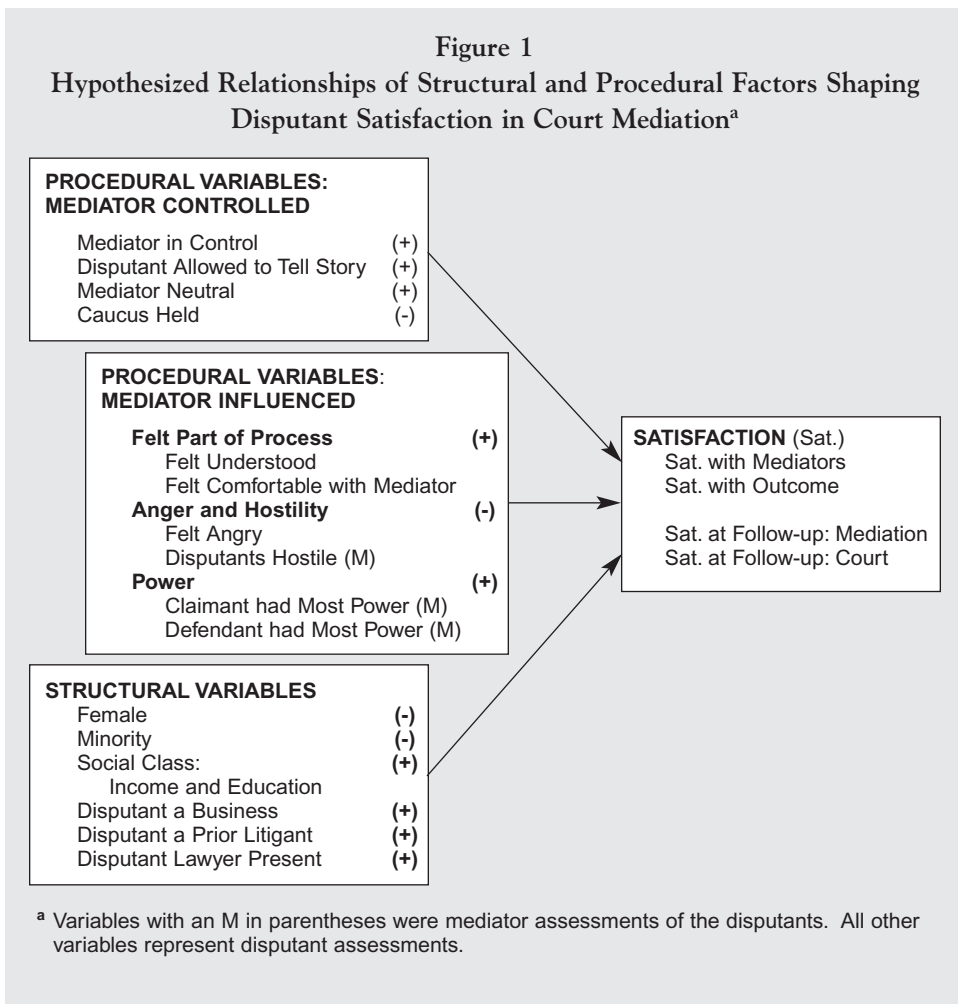 Figure 1
Hypothesized Relationships of Structural and Procedural Factors Shaping
Disputant Satisfaction in Court Mediationa
PROCEDURAL VARIABLES:
MEDIATOR CONTROLLED
Mediator in Control (+)
Disputant Allowed to Tell Story (+)
Mediator Neutral (+)
Caucus Held (-)
PROCEDURAL VARIABLES:
MEDIATOR INFLUENCED
Felt Part of Process (+)
Felt Understood
Felt Comfortable with Mediator
Anger and Hostility (-)
Felt Angry
Disputants Hostile (M)
Power (+)
Claimant had Most Power (M)
Defendant had Most Power (M)
SATISFACTION (Sat.)
Sat. with Mediators
Sat. with Outcome
Sat. at Follow-up: Mediation
Sat. at Follow-up: Court
STRUCTURAL VARIABLES
Female (-)
Minority (-)
Social Class: (+)
Income and Education
Disputant a Business (+)
Disputant a Prior Litigant (+)
Disputant Lawyer Present (+)
a Variables with an M in parentheses were mediator assessments of the disputants. All other
variables represent disputant assessments.